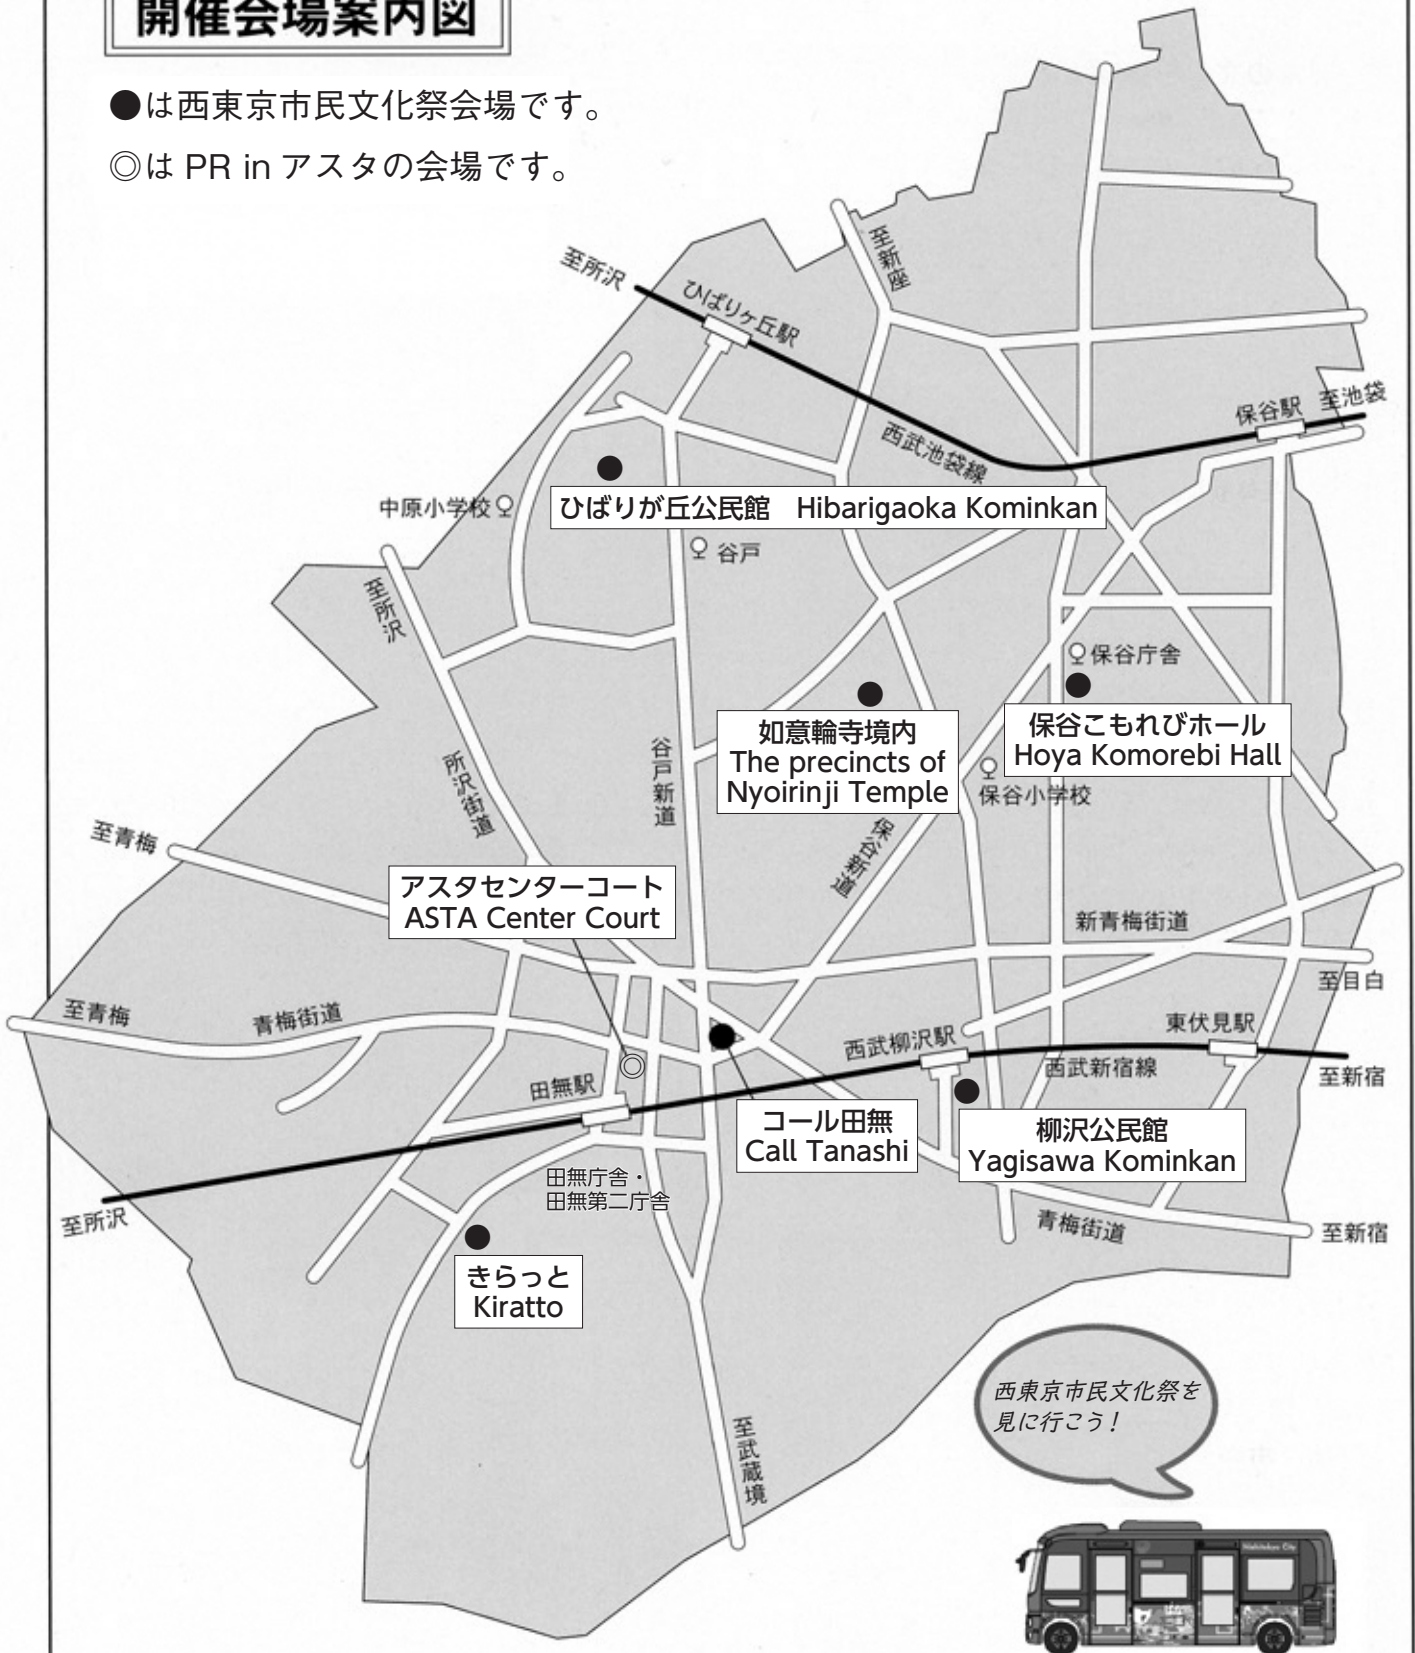 開催会場案内図
●は西東京市民文化祭会場です。
◎は PR in アスタの会場です。
至新座
至所沢
ひばりヶ丘駅
西武池袋線
保谷駅
至池袋
中原小学校
ひばりが丘公民館 Hibarigaoka Kominkan
谷戸
至所沢
保谷庁舎
如意輪寺境内
The precincts of
Nyoirinji Temple
保谷こもれびホール
Hoya Komorebi Hall
所沢街道
谷戸新道
保谷小学校
至青梅
保谷新道
アスタセンターコート
ASTA Center Court
新青梅街道
至目白
至青梅
青梅街道
西武柳沢駅
東伏見駅
西武新宿線
至新宿
田無駅
コール田無
Call Tanashi
柳沢公民館
Yagisawa Kominkan
田無庁舎・
田無第二庁舎
至所沢
青梅街道
至新宿
きらっと
Kiratto
至武蔵境
西東京市民文化祭を
見に行こう！
Nishitokyo City